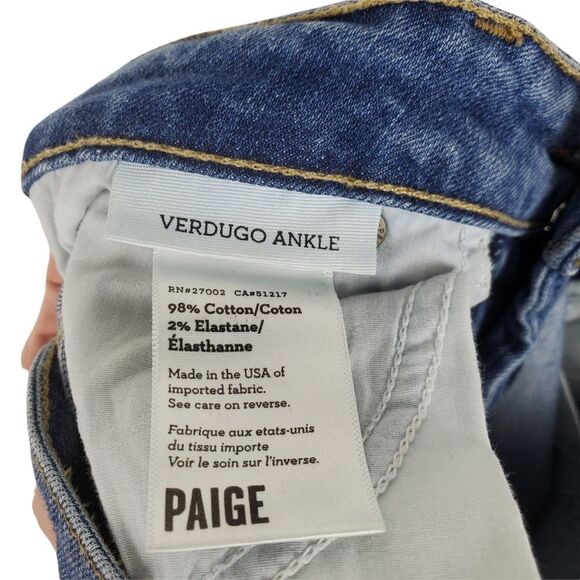 VERDUGO ANKLE
RN#27002 CA#51217
98% Cotton/Coton
2% Elastane/
Élasthanne
Made in the USA of
imported fabric.
See care on reverse.
Fabrique aux etats-unis
du tissu importe
Voir le soin sur l'inverse.
PAIGE